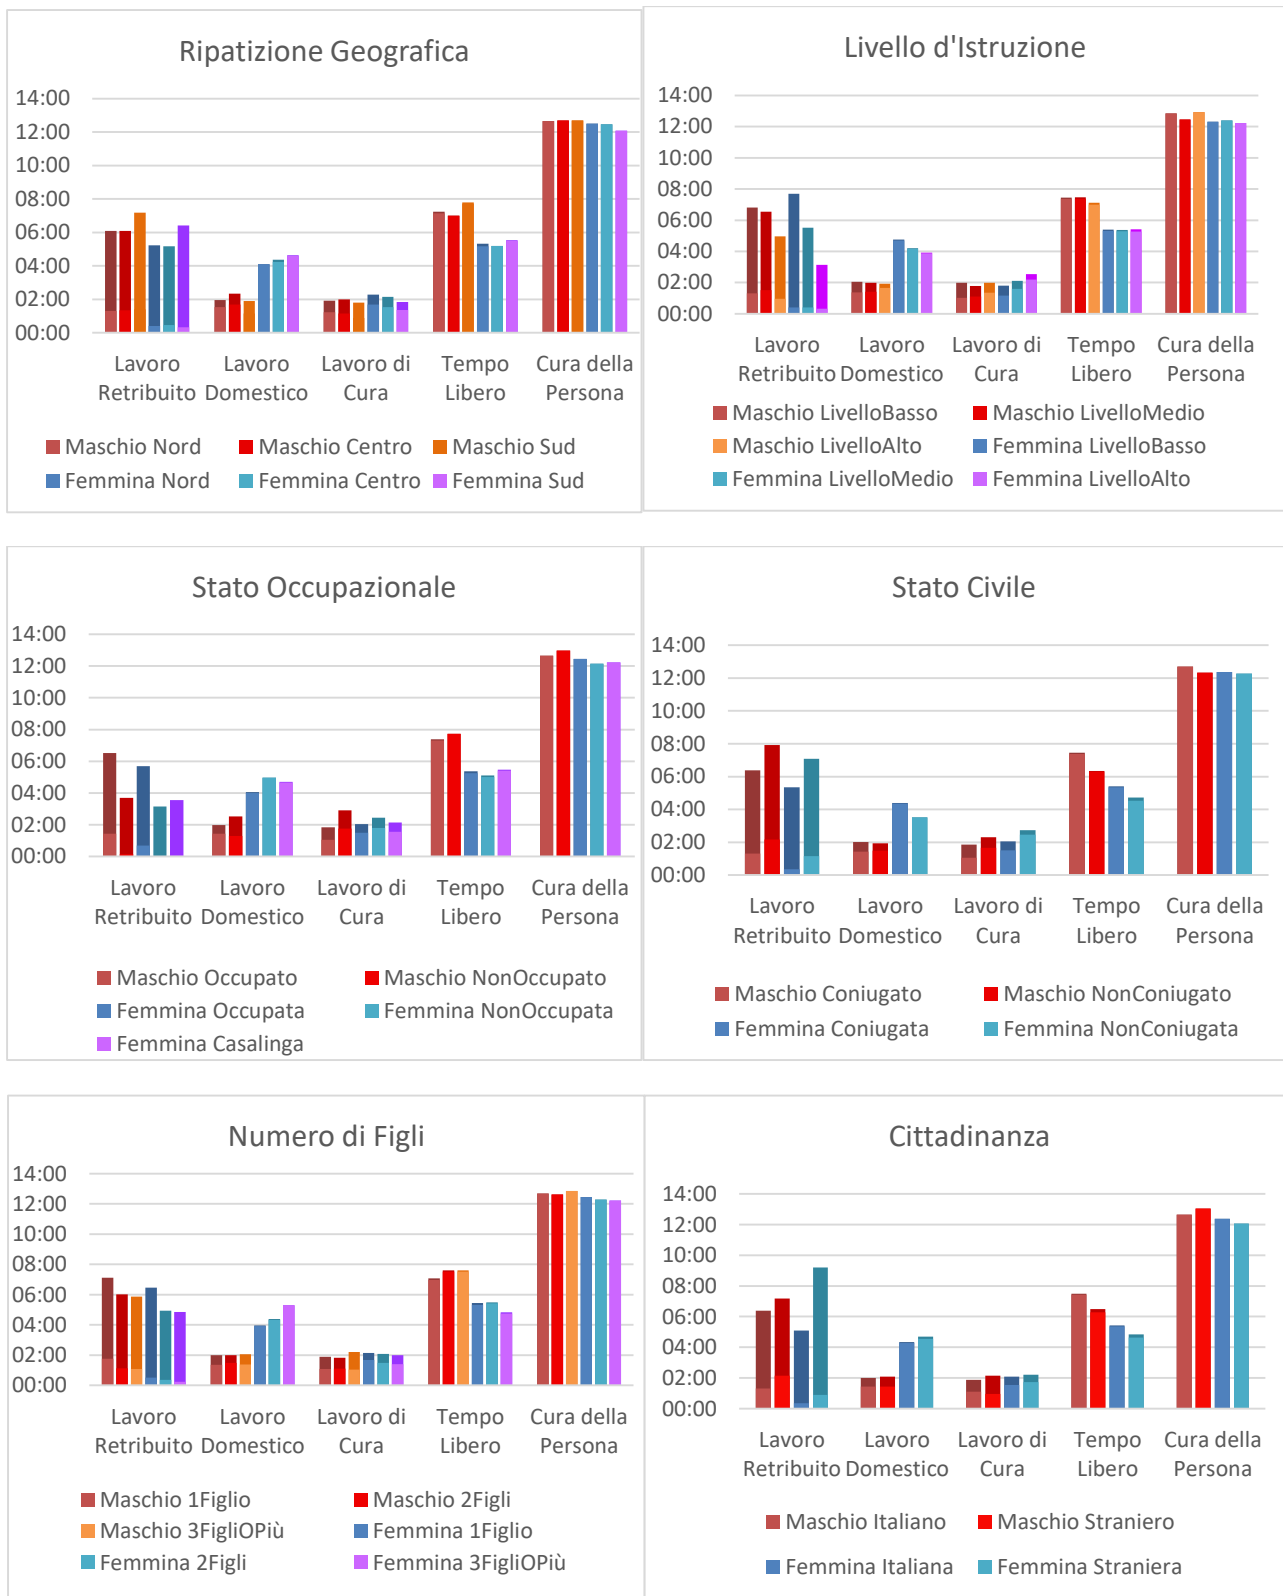 Ripatizione Geografica
14:00
12:00
10:00
08:00
06:00
04:00
02:00
00:00
Lavoro Retribuito
Lavoro Domestico
Lavoro di Cura
Tempo Libero
Cura della Persona
Maschio Nord
Maschio Centro
Maschio Sud
Femmina Nord
Femmina Centro
Femmina Sud
Livello d'Istruzione
14:00
12:00
10:00
08:00
06:00
04:00
02:00
00:00
Lavoro Retribuito
Lavoro Domestico
Lavoro di Cura
Tempo Libero
Cura della Persona
Maschio LivelloBasso
Maschio LivelloMedio
Maschio LivelloAlto
Femmina LivelloBasso
Femmina LivelloMedio
Femmina LivelloAlto
Stato Occupazionale
14:00
12:00
10:00
08:00
06:00
04:00
02:00
00:00
Lavoro Retribuito
Lavoro Domestico
Lavoro di Cura
Tempo Libero
Cura della Persona
Maschio Occupato
Maschio NonOccupato
Femmina Occupata
Femmina NonOccupata
Femmina Casalinga
Stato Civile
14:00
12:00
10:00
08:00
06:00
04:00
02:00
00:00
Lavoro Retribuito
Lavoro Domestico
Lavoro di Cura
Tempo Libero
Cura della Persona
Maschio Coniugato
Maschio NonConiugato
Femmina Coniugata
Femmina NonConiugata
Numero di Figli
14:00
12:00
10:00
08:00
06:00
04:00
02:00
00:00
Lavoro Retribuito
Lavoro Domestico
Lavoro di Cura
Tempo Libero
Cura della Persona
Maschio 1Figlio
Maschio 2Figli
Maschio 3FigliOPiù
Femmina 1Figlio
Femmina 2Figli
Femmina 3FigliOPiù
Cittadinanza
14:00
12:00
10:00
08:00
06:00
04:00
02:00
00:00
Lavoro Retribuito
Lavoro Domestico
Lavoro di Cura
Tempo Libero
Cura della Persona
Maschio Italiano
Maschio Straniero
Femmina Italiana
Femmina Straniera